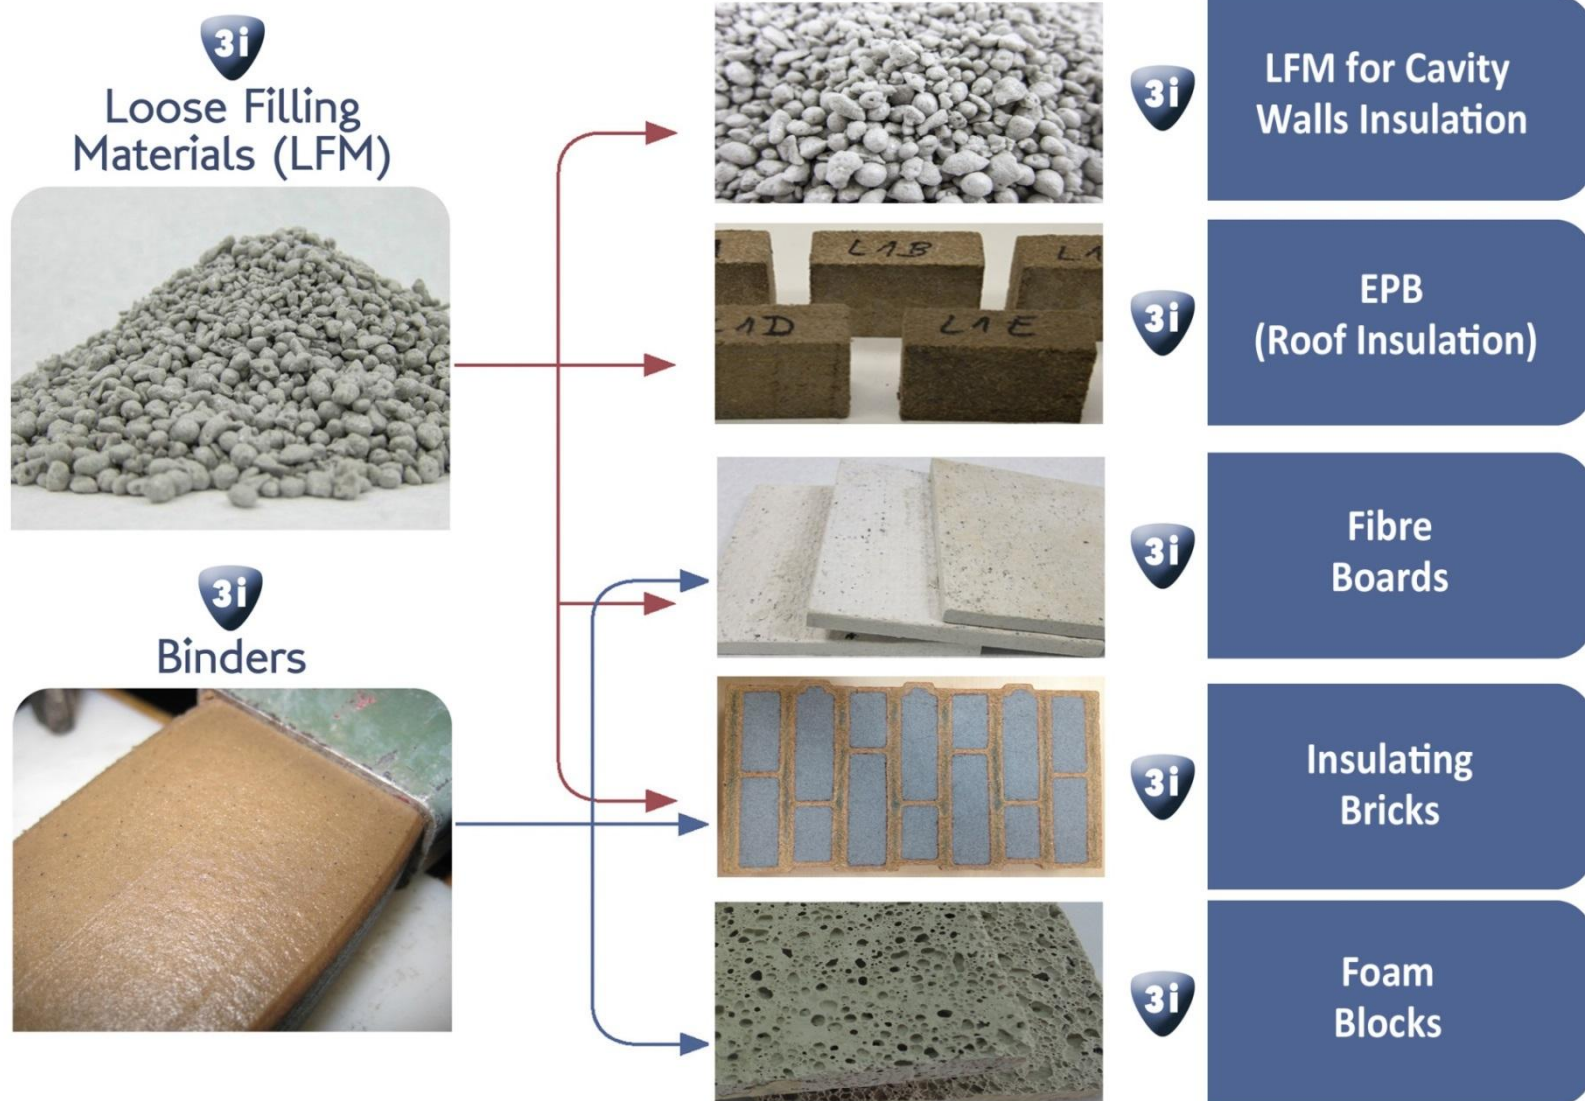 3i
Loose Filling
Materials (LFM)
3i
Binders
3i
LFM for Cavity
Walls Insulation
L1B
L1D
L1E
3i
EPB
(Roof Insulation)
3i
Fibre
Boards
3i
Insulating
Bricks
3i
Foam
Blocks